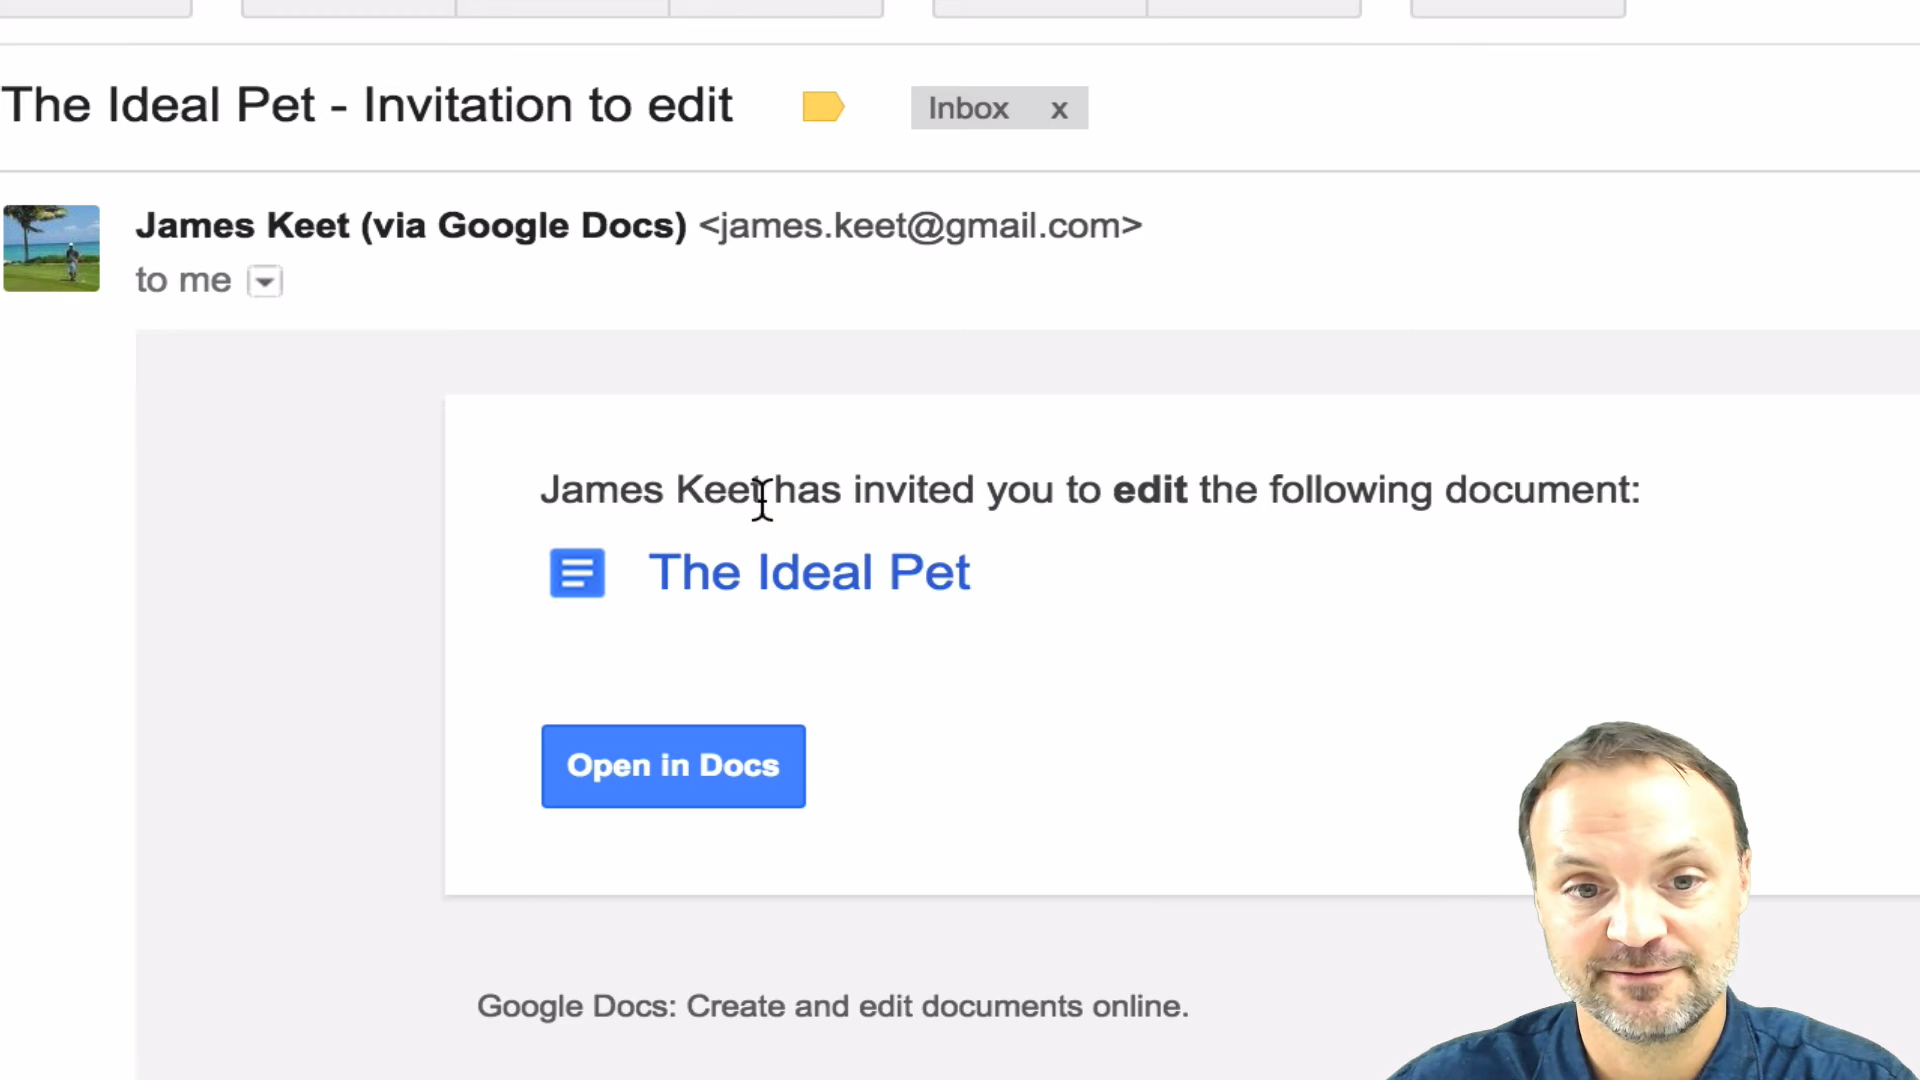 The Ideal Pet - Invitation to edit
Inbox x
James Keet (via Google Docs) <james.keet@gmail.com>
to me
James Keet has invited you to edit the following document:
The Ideal Pet
Open in Docs
Google Docs: Create and edit documents online.